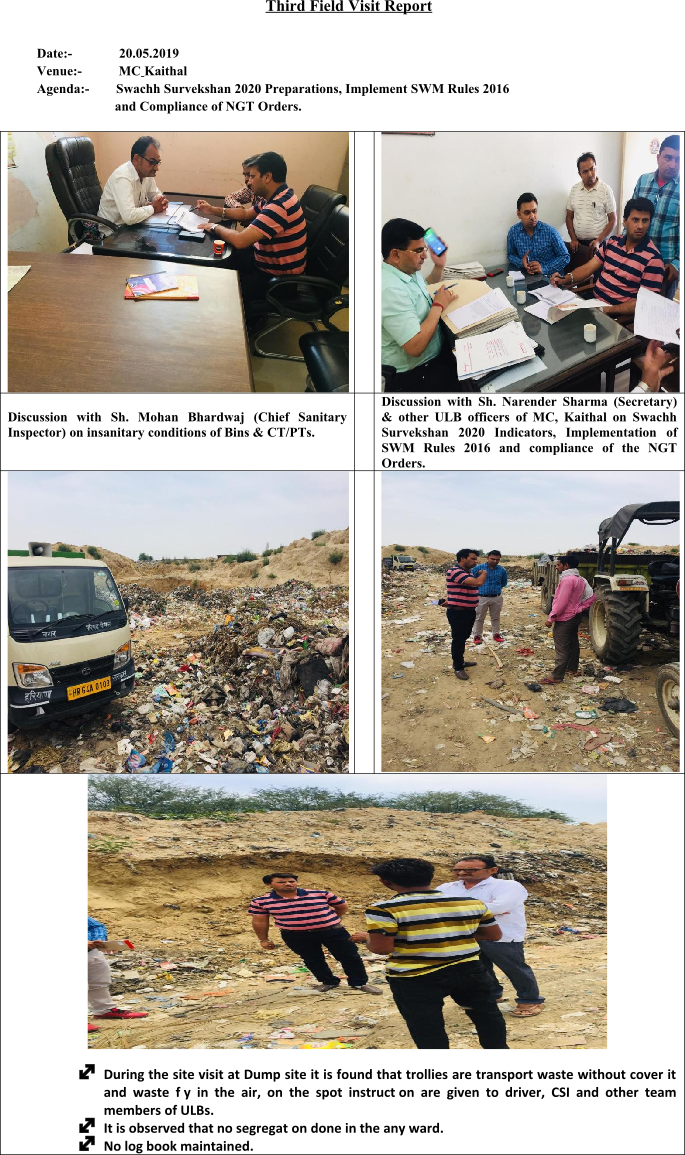 Third Field Visit Report
Date:- 20.05.2019
Venue:- MC Kaithal
Agenda:- Swachh Survekshan 2020 Preparations, Implement SWM Rules 2016
and Compliance of NGT Orders.
Discussion with Sh. Mohan Bhardwaj (Chief Sanitary
Inspector) on insanitary conditions of Bins & CT/PTs.
Discussion with Sh. Narender Sharma (Secretary)
& other ULB officers of MC, Kaithal on Swachh
Survekshan 2020 Indicators, Implementation of
SWM Rules 2016 and compliance of the NGT
Orders.
नगर
हरियाणा
HR64A 0103
During the site visit at Dump site it is found that trollies are transport waste without cover it
and waste f y in the air, on the spot instruct on are given to driver, CSI and other team
members of ULBs.
It is observed that no segregat on done in the any ward.
No log book maintained.